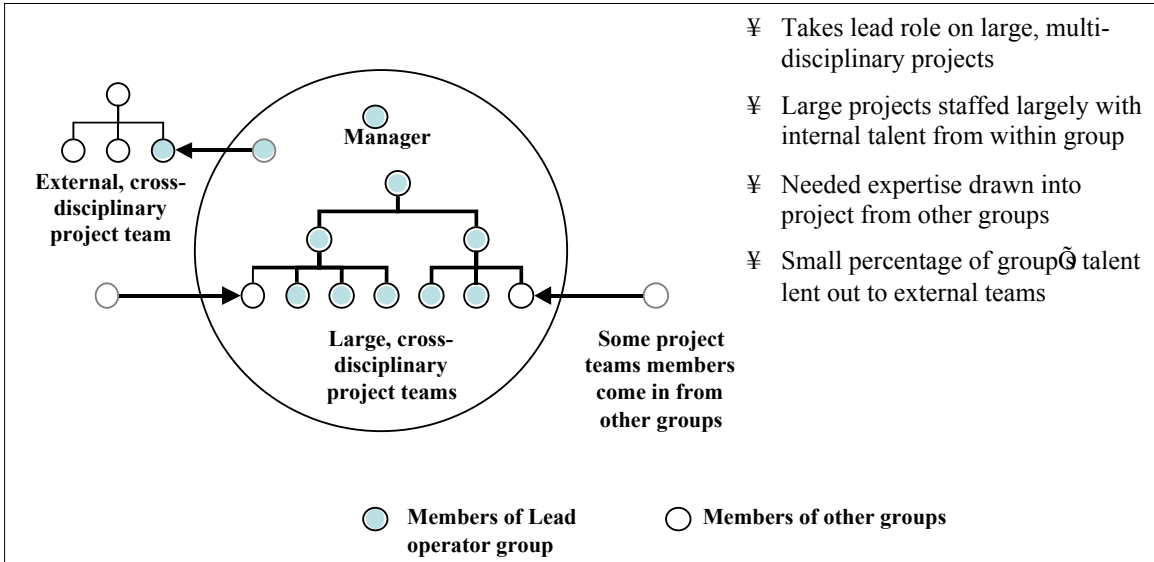 Manager
External, cross-
disciplinary
project team
Large, cross-
disciplinary
project teams
Some project
teams members
come in from
other groups
Members of Lead
operator group
Members of other groups
¥ Takes lead role on large, multi-
disciplinary projects
¥ Large projects staffed largely with
internal talent from within group
¥ Needed expertise drawn into
project from other groups
¥ Small percentage of talent
lent out to external teams